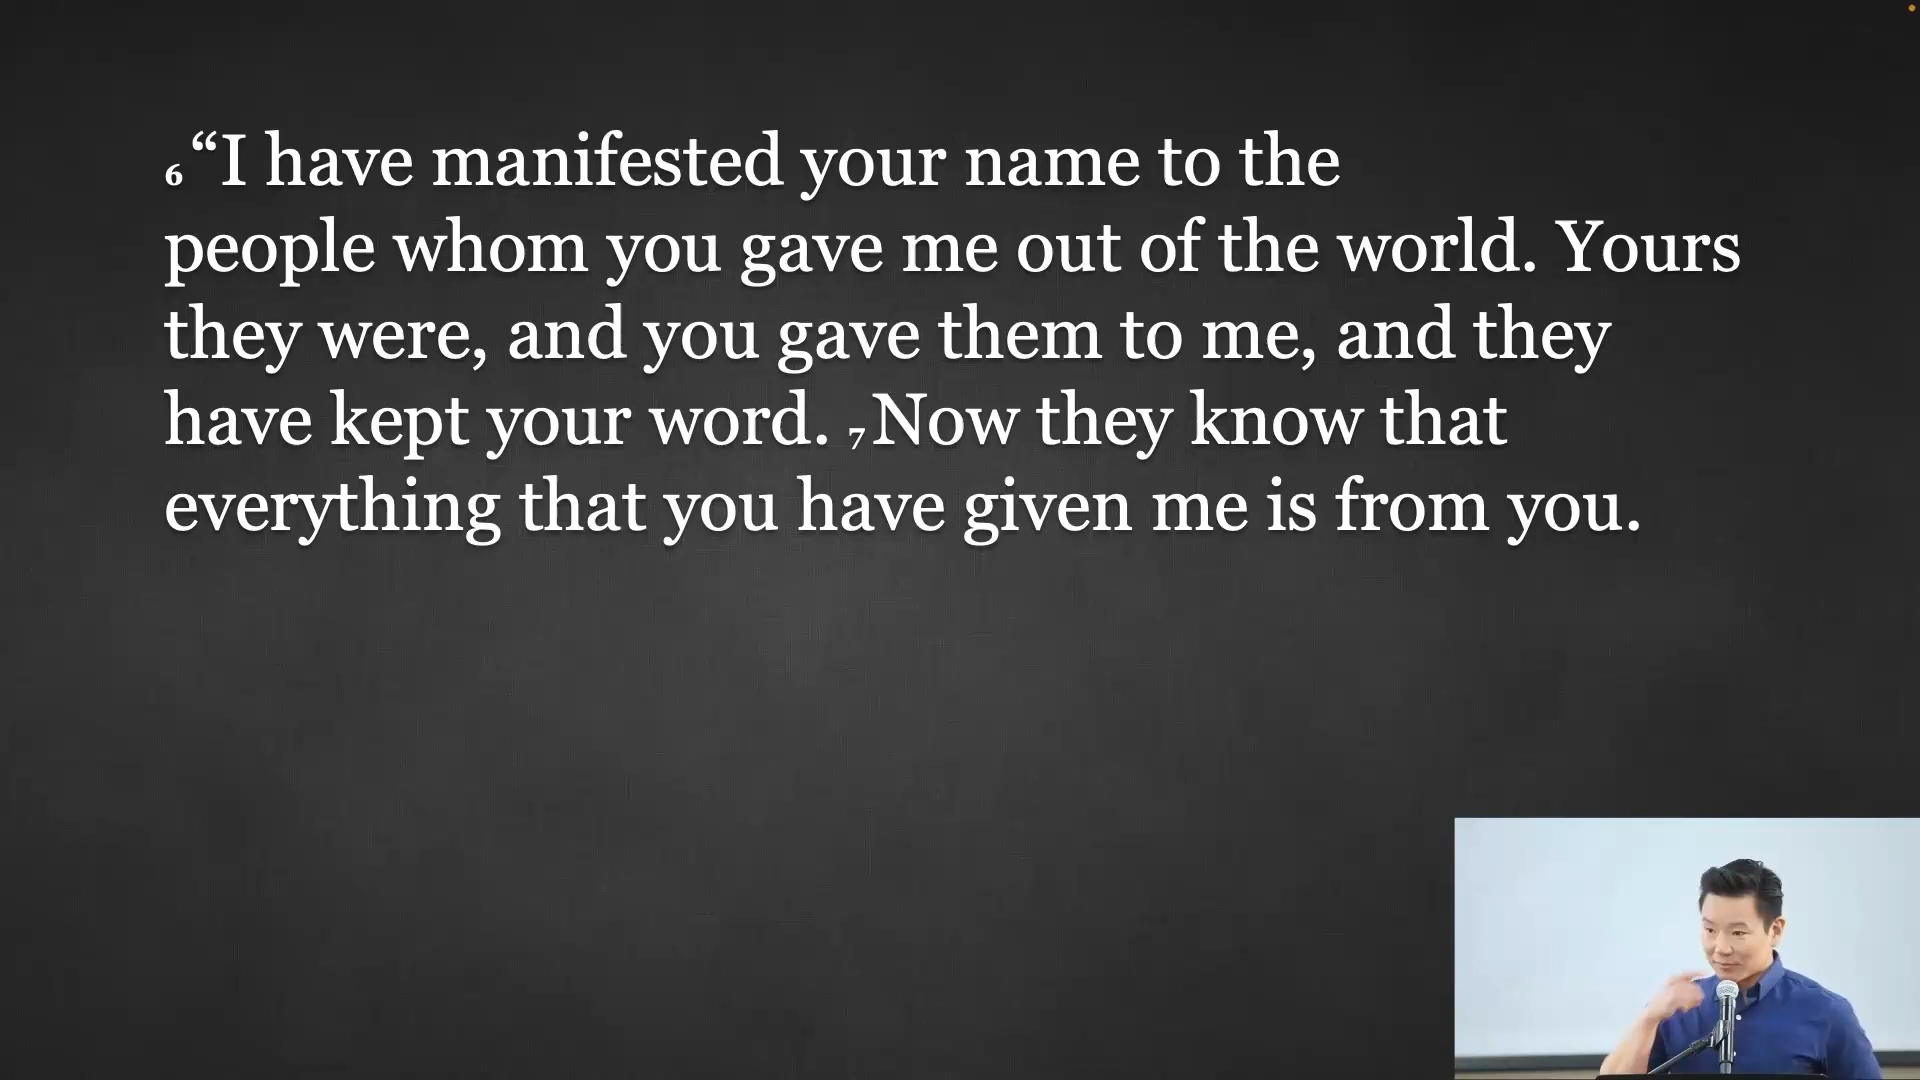 6 “I have manifested your name to the
people whom you gave me out of the world. Yours
they were, and you gave them to me, and they
have kept your word. 7 Now they know that
everything that you have given me is from you.